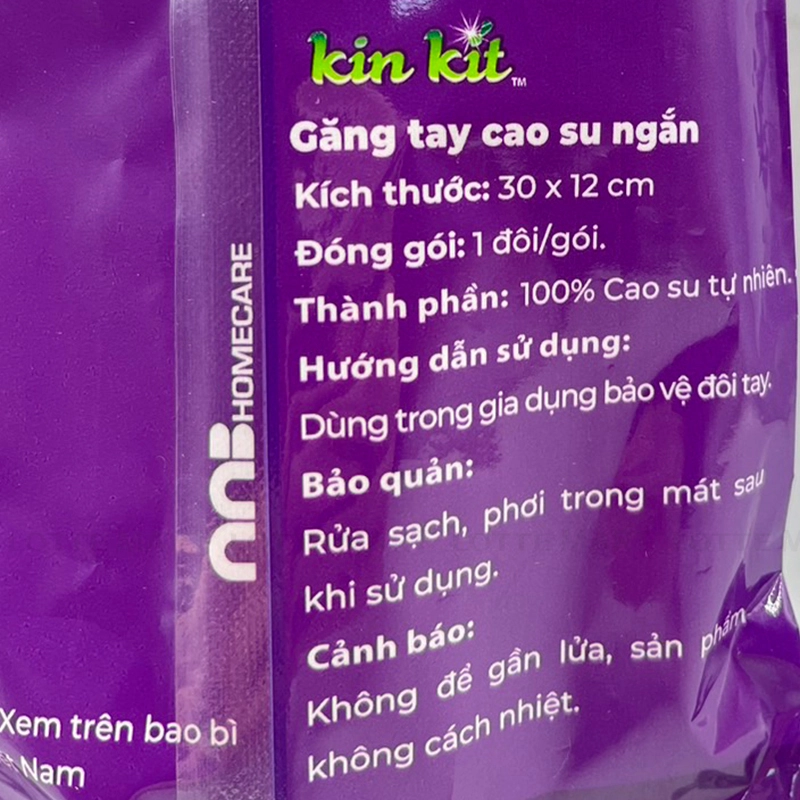 kin kit™
Găng tay cao su ngắn
Kích thước: 30 x 12 cm
Đóng gói: 1 đôi/gói.
Thành phần: 100% Cao su tự nhiên.
Hướng dẫn sử dụng:
Dùng trong gia dụng bảo vệ đôi tay.
Bảo quản:
Rửa sạch, phơi trong mát sau
khi sử dụng.
Cảnh báo:
Không để gần lửa, sản phẩm
không cách nhiệt.
HOMECARE
Xem trên bao bì
Nam